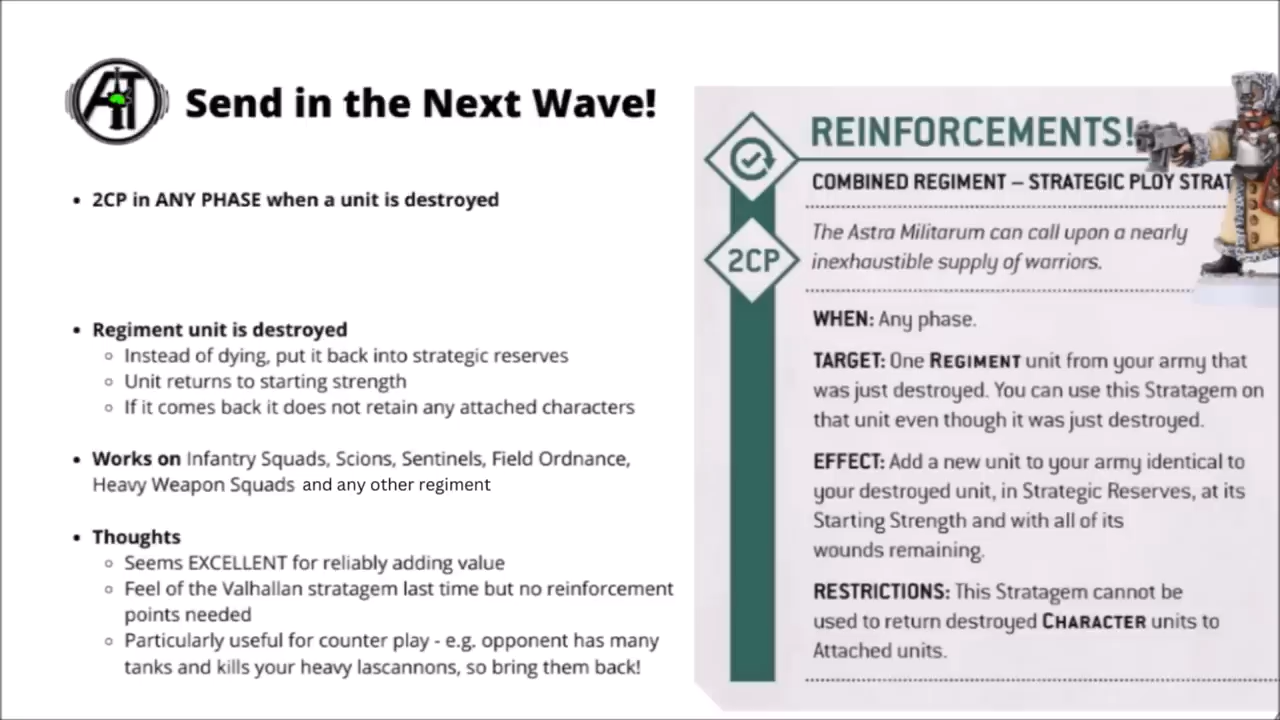 Send in the Next Wave!
• 2CP in ANY PHASE when a unit is destroyed
• Regiment unit is destroyed
◦ Instead of dying, put it back into strategic reserves
◦ Unit returns to starting strength
◦ If it comes back it does not retain any attached characters
• Works on Infantry Squads, Scions, Sentinels, Field Ordnance,
Heavy Weapon Squads and any other regiment
• Thoughts
◦ Seems EXCELLENT for reliably adding value
◦ Feel of the Valhallan stratagem last time but no reinforcement
points needed
◦ Particularly useful for counter play - e.g. opponent has many
tanks and kills your heavy lascannons, so bring them back!
REINFORCEMENTS!
COMBINED REGIMENT – STRATEGIC PLOY STRAT
The Astra Militarum can call upon a nearly
inexhaustible supply of warriors.
2CP
WHEN: Any phase.
TARGET: One REGIMENT unit from your army that
was just destroyed. You can use this Stratagem on
that unit even though it was just destroyed.
EFFECT: Add a new unit to your army identical to
your destroyed unit, in Strategic Reserves, at its
Starting Strength and with all of its
wounds remaining.
RESTRICTIONS: This Stratagem cannot be
used to return destroyed CHARACTER units to
Attached units.